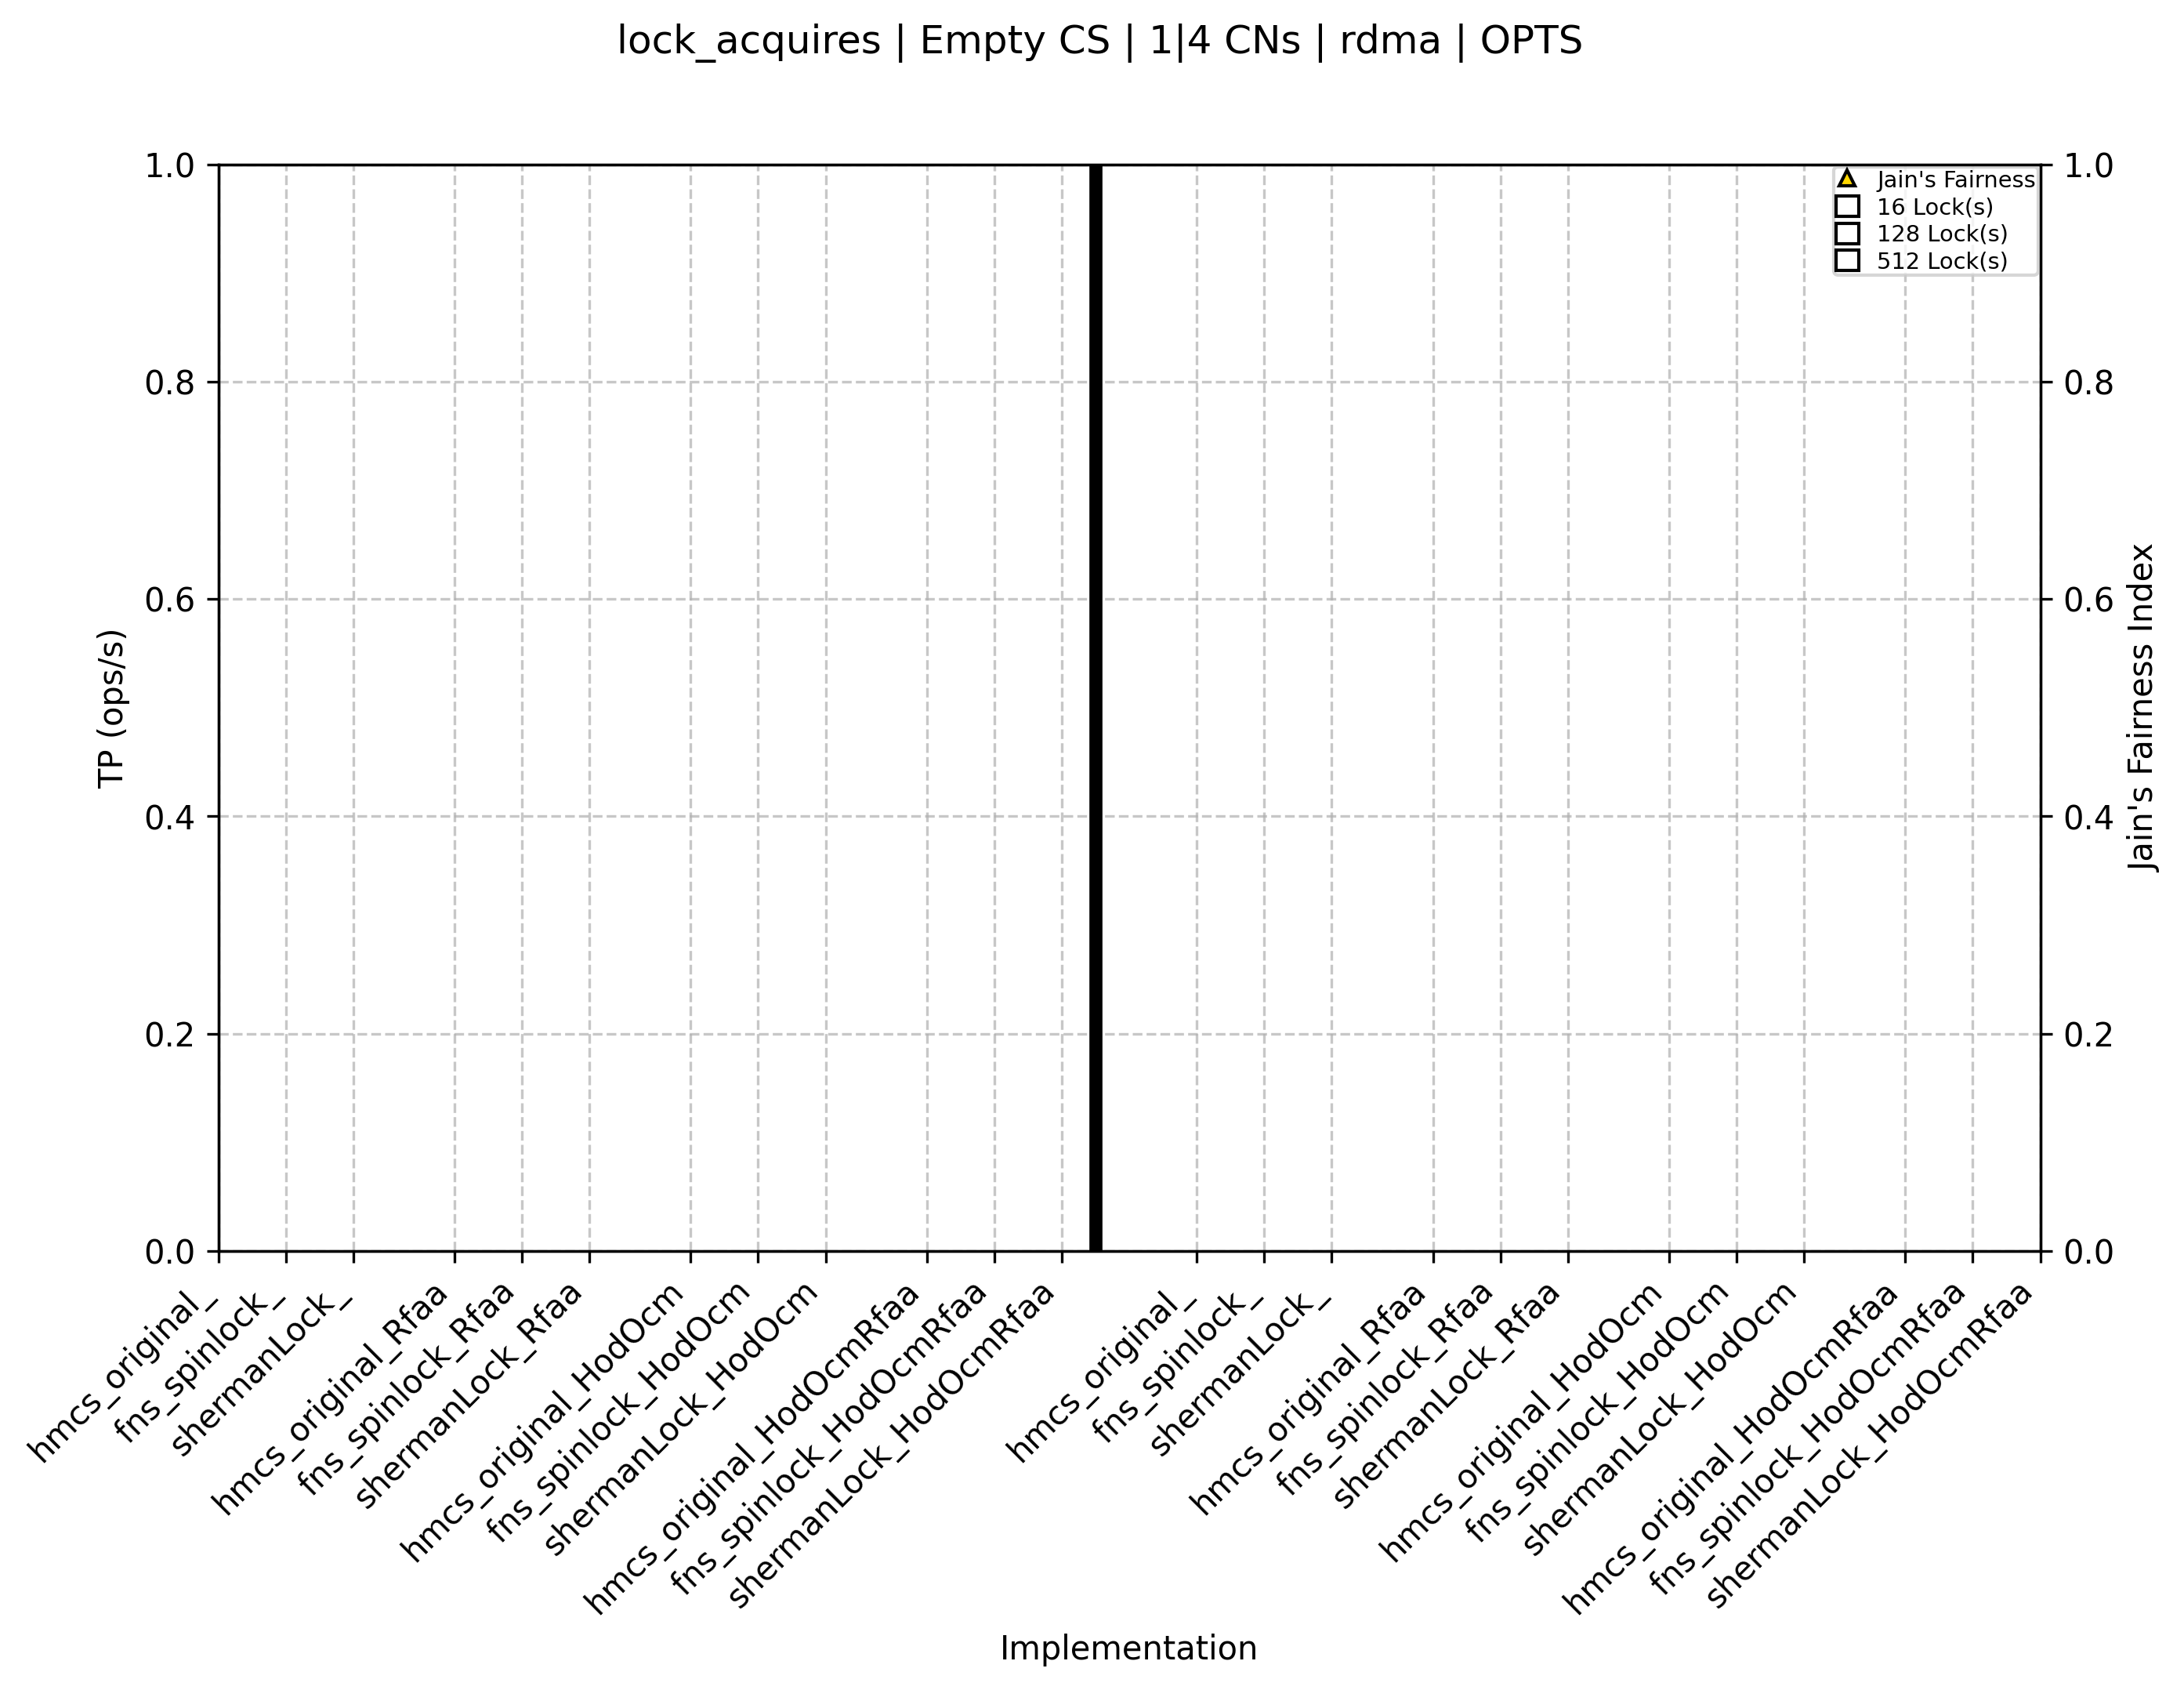 lock_acquires | Empty CS | 1|4 CNs | rdma | OPTS
Jain's Fairness
16 Lock(s)
128 Lock(s)
512 Lock(s)
TP (ops/s)
1.0
0.8
0.6
0.4
0.2
0.0
1.0
0.8
0.6
0.4
0.2
0.0
Jain's Fairness Index
hmcs_original_
fns_spinlock_
shermanLock_
hmcs_original_Rfaa
fns_spinlock_Rfaa
shermanLock_Rfaa
hmcs_original_HodOcm
fns_spinlock_HodOcm
shermanLock_HodOcm
hmcs_original_HodOcmRfaa
fns_spinlock_HodOcmRfaa
shermanLock_HodOcmRfaa
hmcs_original_
fns_spinlock_
shermanLock_
hmcs_original_Rfaa
fns_spinlock_Rfaa
shermanLock_Rfaa
hmcs_original_HodOcm
fns_spinlock_HodOcm
shermanLock_HodOcm
hmcs_original_HodOcmRfaa
fns_spinlock_HodOcmRfaa
shermanLock_HodOcmRfaa
Implementation